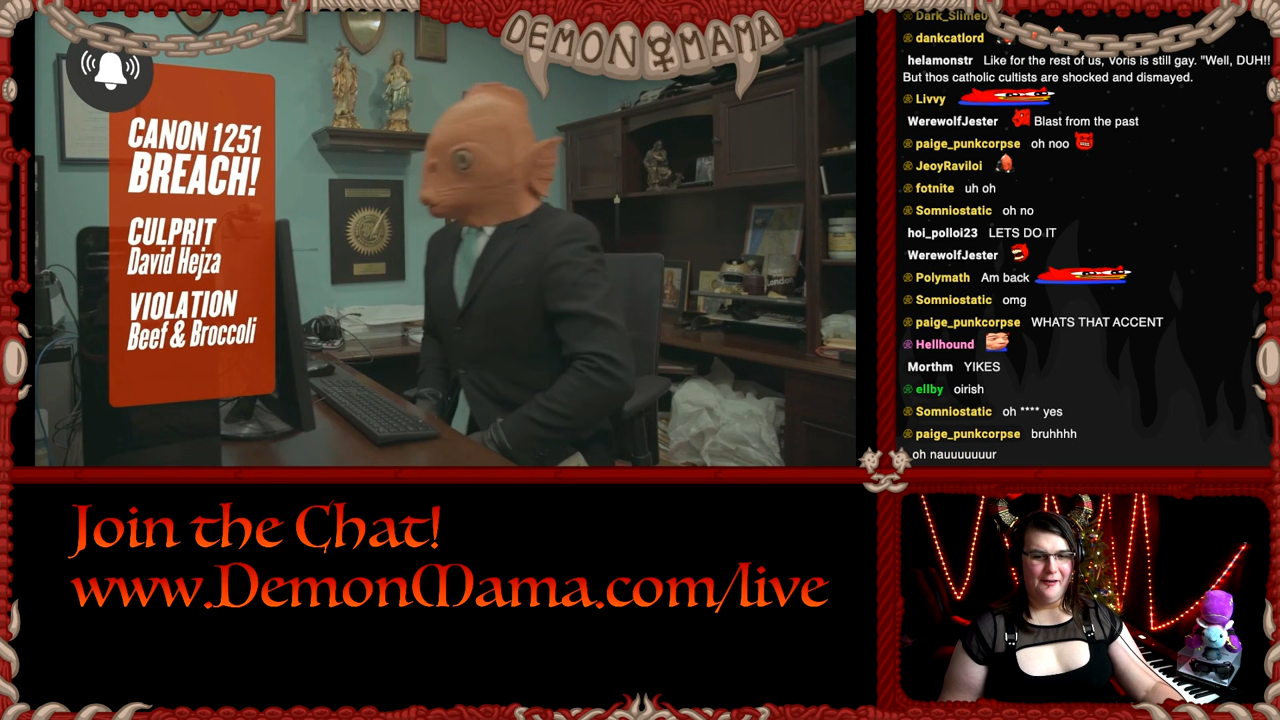 DEMON MAMA
CANON 1251
BREACH!
CULPRIT
David Hejza
VIOLATION
Beef & Broccoli
Dark_Slime0
dankcatlord
helamonstr Like for the rest of us, Voris is still gay. "Well, DUH!!
But thos catholic cultists are shocked and dismayed.
Livvy
WerewolfJester Blast from the past
paige_punkcorpse oh noo
JeoyRaviloi
fotnite uh oh
Somniostatic oh no
hoi_polloi23 LETS DO IT
WerewolfJester
Polymath Am back
Somniostatic omg
paige_punkcorpse WHATS THAT ACCENT
Hellhound
Morthm YIKES
ellby oirish
Somniostatic oh **** yes
paige_punkcorpse bruhhhh
oh nauuuuuuur
Join the Chat!
www.DemonMama.com/live